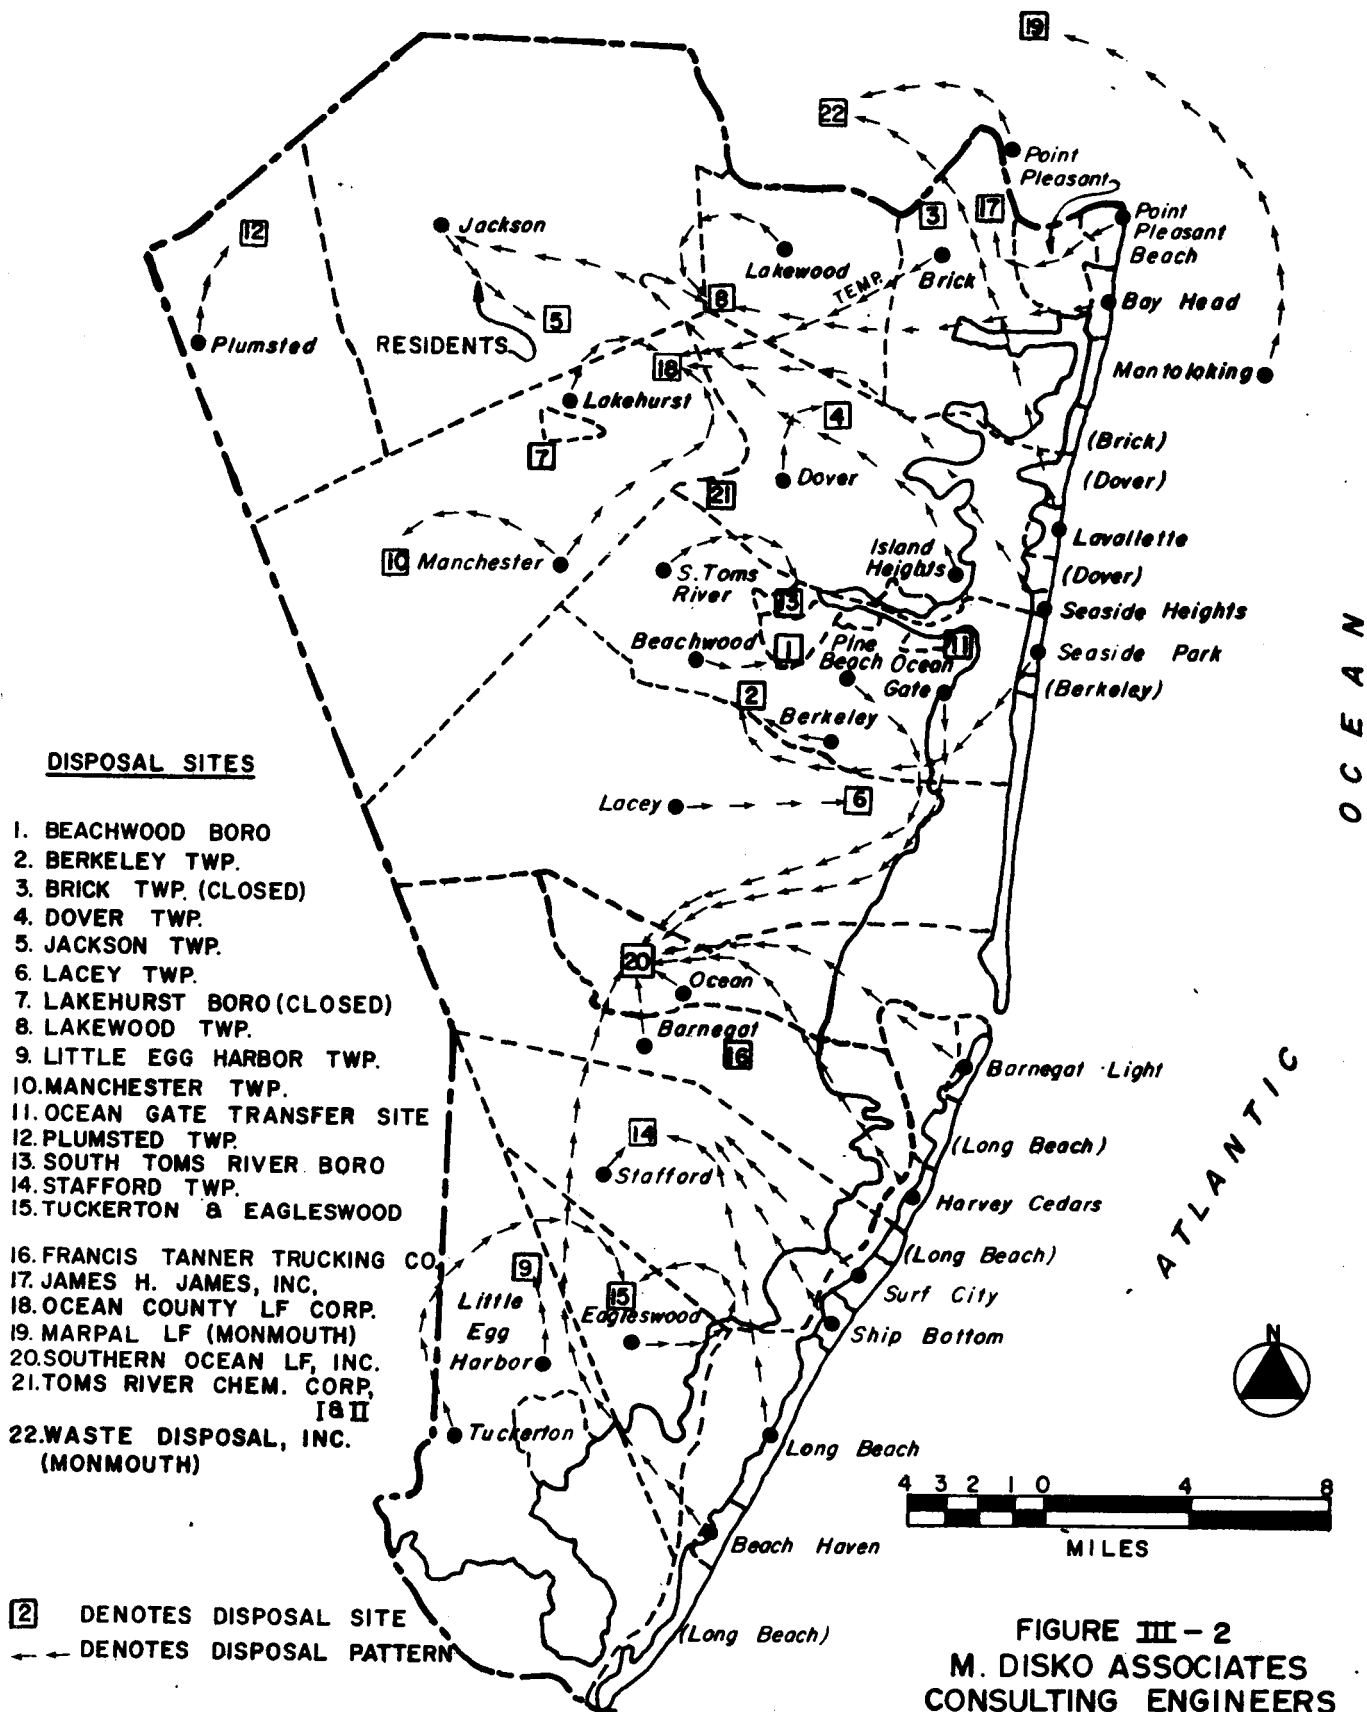 19
22
Point
Pleasant
17
3
Point
Pleasant
Beach
12
Jackson
Lakewood
Brick
TEMP.
8
Bay Head
5
Plumsted
RESIDENTS
18
Mantoloking
Lakehurst
4
(Brick)
7
Dover
(Dover)
21
Lavallette
Island
Heights
10
Manchester
S. Toms
River
(Dover)
13
Seaside Heights
Beachwood
1
Pine
Beach
Ocean
Gate
11
Seaside Park
(Berkeley)
2
Berkeley
OCEAN
Lacey
6
DISPOSAL SITES
1. BEACHWOOD BORO
2. BERKELEY TWP.
3. BRICK TWP. (CLOSED)
4. DOVER TWP.
5. JACKSON TWP.
6. LACEY TWP.
7. LAKEHURST BORO (CLOSED)
8. LAKEWOOD TWP.
9. LITTLE EGG HARBOR TWP.
10. MANCHESTER TWP.
11. OCEAN GATE TRANSFER SITE
12. PLUMSTED TWP.
13. SOUTH TOMS RIVER BORO
14. STAFFORD TWP.
15. TUCKERTON & EAGLESWOOD
16. FRANCIS TANNER TRUCKING CO.
17. JAMES H. JAMES, INC.
18. OCEAN COUNTY LF CORP.
19. MARPAL LF (MONMOUTH)
20. SOUTHERN OCEAN LF, INC.
21. TOMS RIVER CHEM. CORP,
I & II
22. WASTE DISPOSAL, INC.
(MONMOUTH)
20
Ocean
Barnegat
16
Barnegat Light
ATLANTIC
14
(Long Beach)
Stafford
Harvey Cedars
(Long Beach)
9
15
Surf City
Little
Egg
Harbor
Eagleswood
Ship Bottom
N
Tuckerton
Long Beach
4 3 2 1 0 4 8
MILES
Beach Haven
(Long Beach)
2 DENOTES DISPOSAL SITE
DENOTES DISPOSAL PATTERN
FIGURE III - 2
M. DISKO ASSOCIATES
CONSULTING ENGINEERS